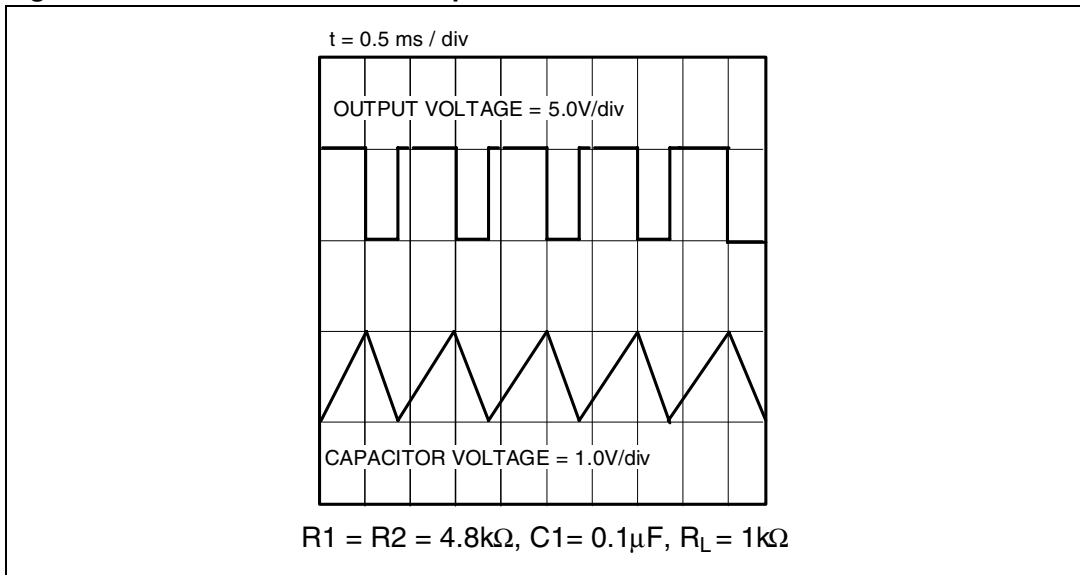 t = 0.5 ms / div
OUTPUT VOLTAGE = 5.0V/div
CAPACITOR VOLTAGE = 1.0V/div
R1 = R2 = 4.8kΩ, C1= 0.1μF, R_L = 1kΩ